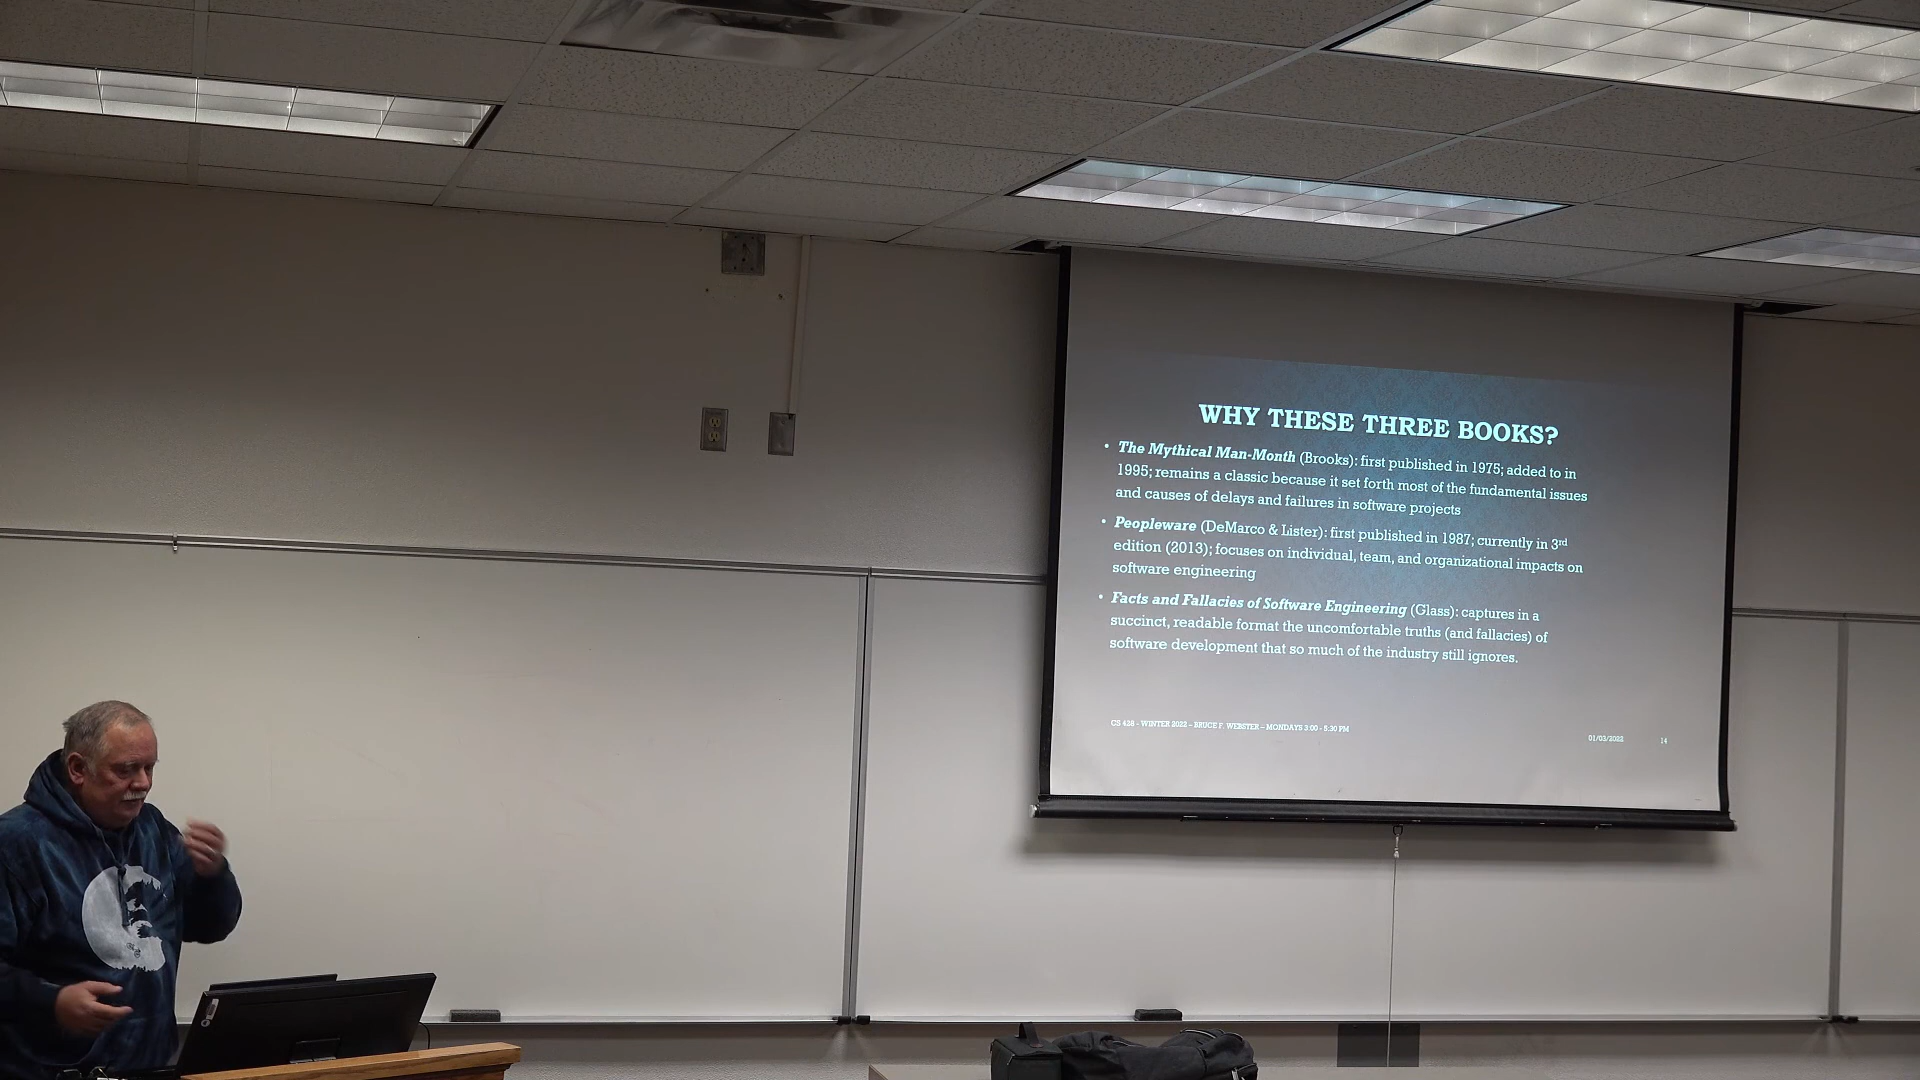 WHY THESE THREE BOOKS?
• The Mythical Man-Month (Brooks): first published in 1975; added to in
1995; remains a classic because it set forth most of the fundamental issues
and causes of delays and failures in software projects
• Peopleware (DeMarco & Lister): first published in 1987; currently in 3rd
edition (2013); focuses on individual, team, and organizational impacts on
software engineering
• Facts and Fallacies of Software Engineering (Glass): captures in a
succinct, readable format the uncomfortable truths (and fallacies) of
software development that so much of the industry still ignores.
CS 428 - WINTER 2022 – BRUCE F. WEBSTER – MONDAYS 3:00 - 5:30 PM
01/03/2022
14